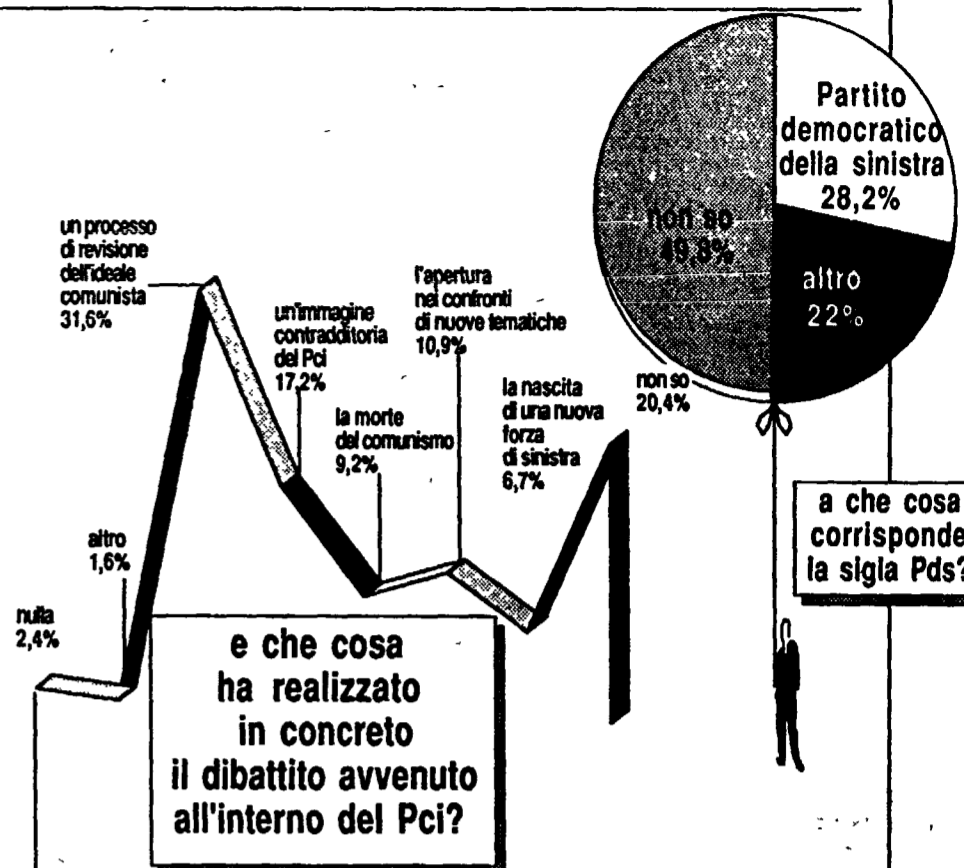 Partito
democratico
della sinistra
28,2%
non so
49,8%
altro
22%
un processo
di revisione
dell'ideale
comunista
31,6%
un'immagine
contradditoria
del Pci
17,2%
l'apertura
nei confronti
di nuove tematiche
10,9%
la morte
del comunismo
9,2%
la nascita
di una nuova
forza
di sinistra
6,7%
non so
20,4%
altro
1,6%
nulla
2,4%
a che cosa
corrisponde
la sigla Pds?
e che cosa
ha realizzato
in concreto
il dibattito avvenuto
all'interno del Pci?